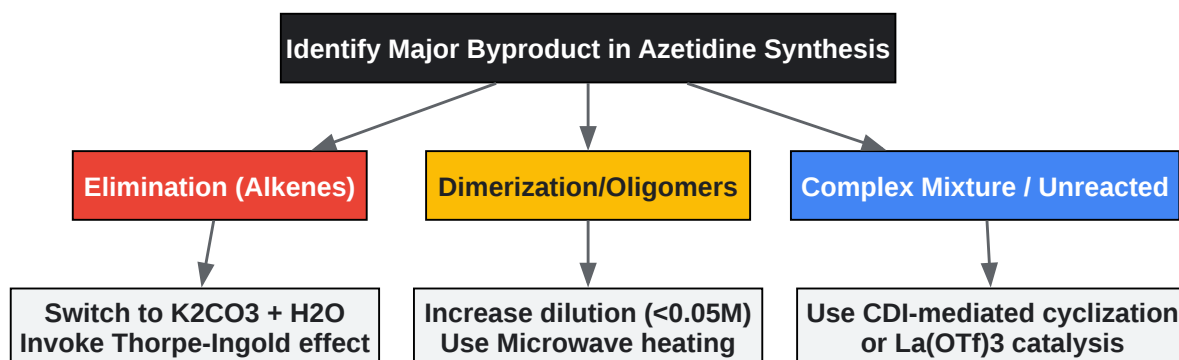 Identify Major Byproduct in Azetidine Synthesis
Elimination (Alkenes)
Dimerization/Oligomers
Complex Mixture / Unreacted
Switch to K2CO3 + H2O
Invoke Thorpe-Ingold effect
Increase dilution (<0.05M)
Use Microwave heating
Use CDI-mediated cyclization
or La(OTf)3 catalysis